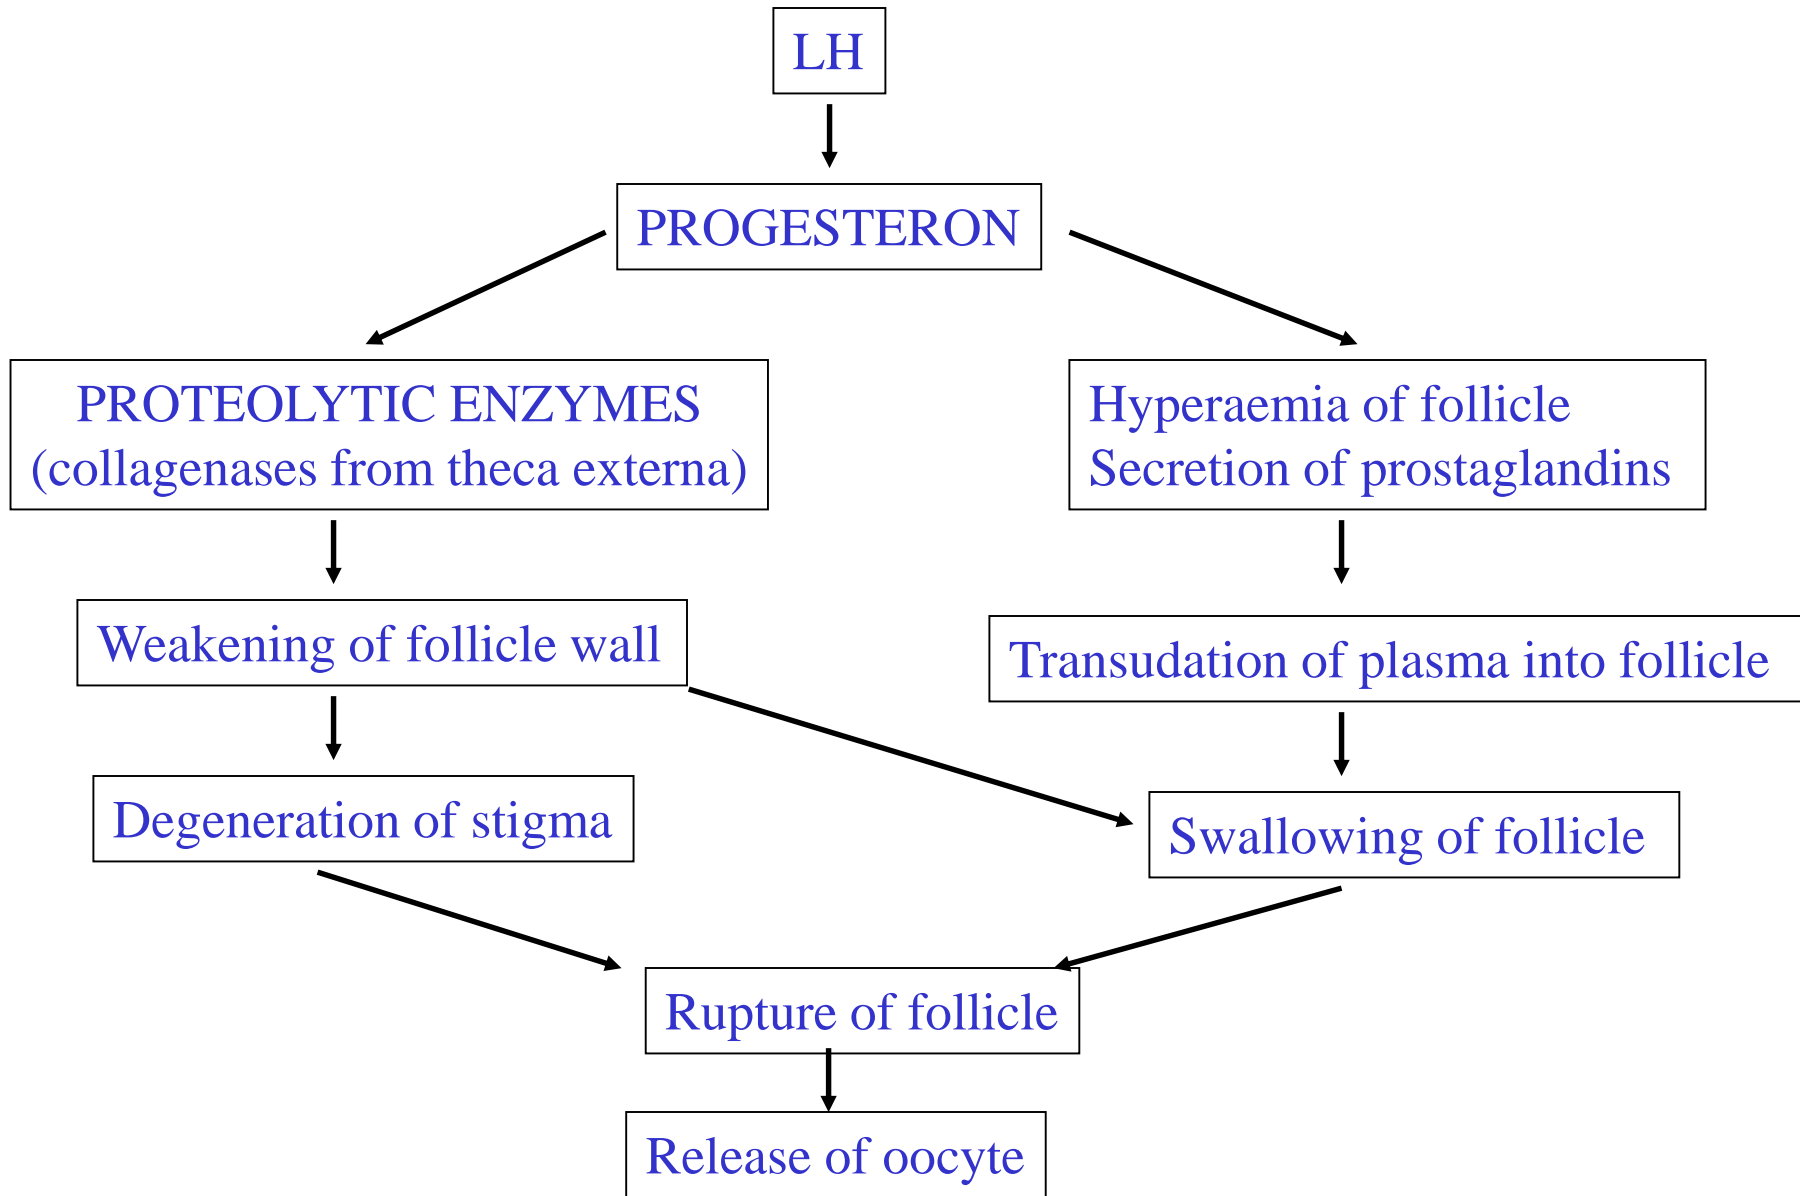 LH
PROGESTERON
PROTEOLYTIC ENZYMES
(collagenases from theca externa)
Hyperaemia of follicle
Secretion of prostaglandins
Weakening of follicle wall
Transudation of plasma into follicle
Degeneration of stigma
Swallowing of follicle
Rupture of follicle
Release of oocyte